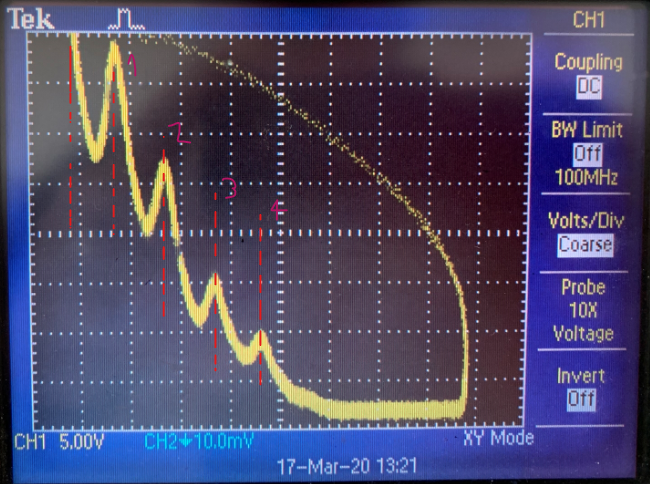 Tek
CH1
Coupling
DC
BW Limit
Off
100MHz
Volts/Div
Coarse
Probe
10X
Voltage
Invert
Off
1
2
3
4
CH1 5.00V CH2 10.0mV XY Mode
17-Mar-20 13:21